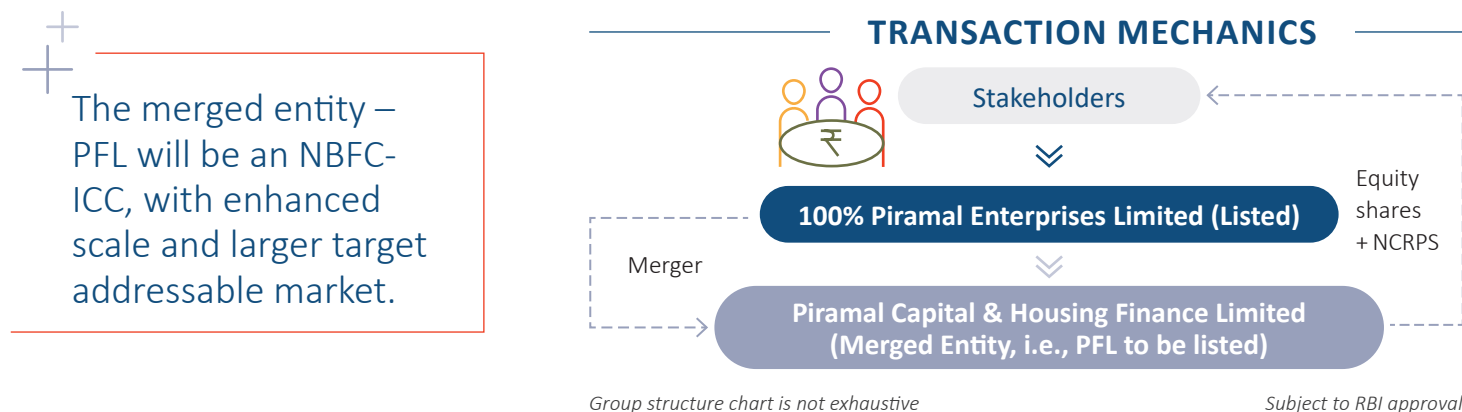 The merged entity –
PFL will be an NBFC-
ICC, with enhanced
scale and larger target
addressable market.
TRANSACTION MECHANICS
Stakeholders
₹
100% Piramal Enterprises Limited (Listed)
Equity
shares
+ NCRPS
Merger
Piramal Capital & Housing Finance Limited
(Merged Entity, i.e., PFL to be listed)
Group structure chart is not exhaustive
Subject to RBI approval